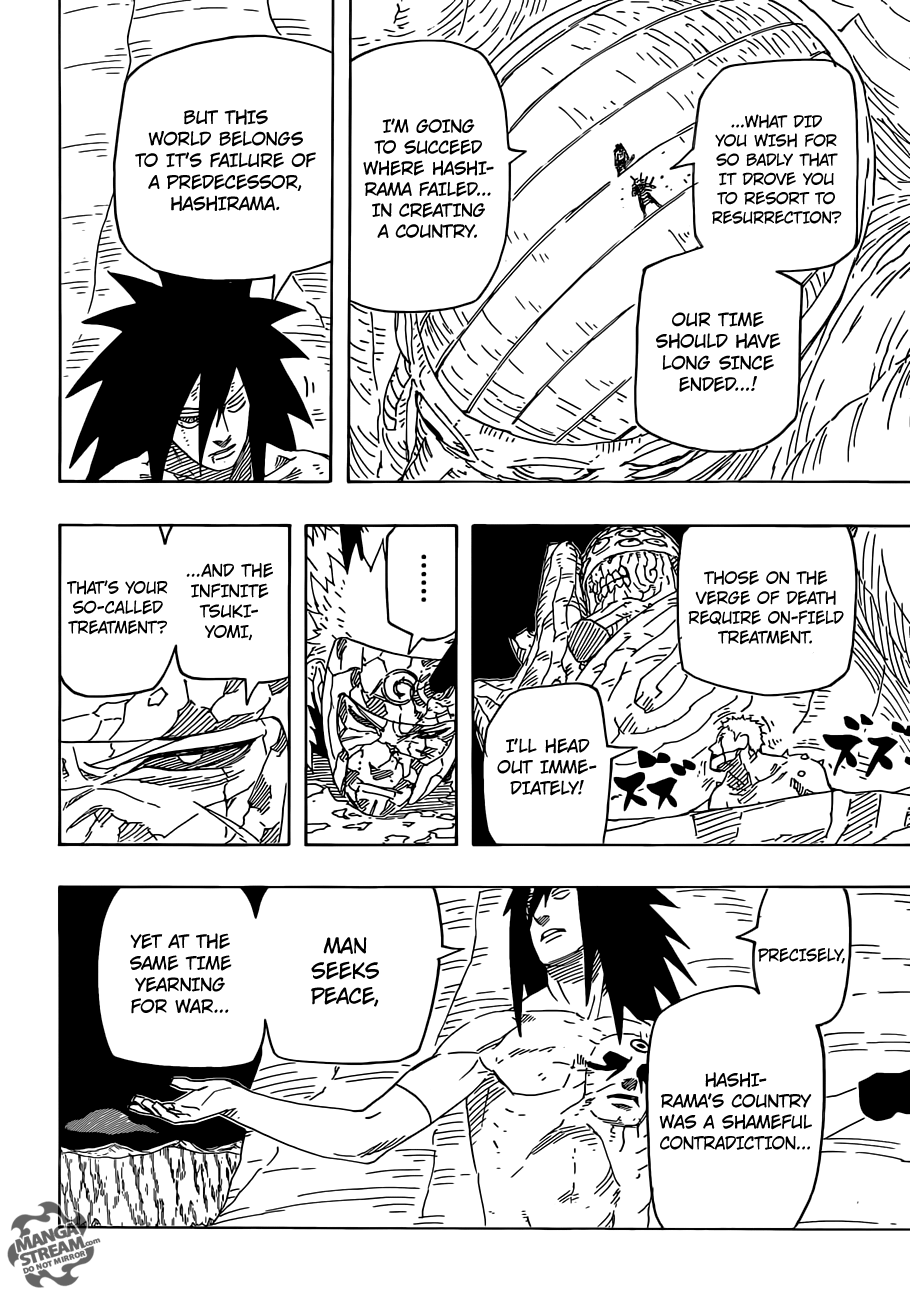 ...WHAT DID
YOU WISH FOR
SO BADLY THAT
IT DROVE YOU
TO RESORT TO
RESURRECTION?
OUR TIME
SHOULD HAVE
LONG SINCE
ENDED...!
I'M GOING
TO SUCCEED
WHERE HASHI-
RAMA FAILED...
IN CREATING
A COUNTRY.
BUT THIS
WORLD BELONGS
TO IT'S FAILURE OF
A PREDECESSOR,
HASHIRAMA.
THOSE ON THE
VERGE OF DEATH
REQUIRE ON-FIELD
TREATMENT.
I'LL HEAD
OUT IMME-
DIATELY!
ズズ
ズズ
......
...AND THE
INFINITE
TSUKI-
YOMI,
THAT'S YOUR
SO-CALLED
TREATMENT?
PRECISELY,
HASHI-
RAMA'S COUNTRY
WAS A SHAMEFUL
CONTRADICTION...
MAN
SEEKS
PEACE,
YET AT THE
SAME TIME
YEARNING
FOR WAR...
MANGA
STREAM.com
DO NOT MIRROR